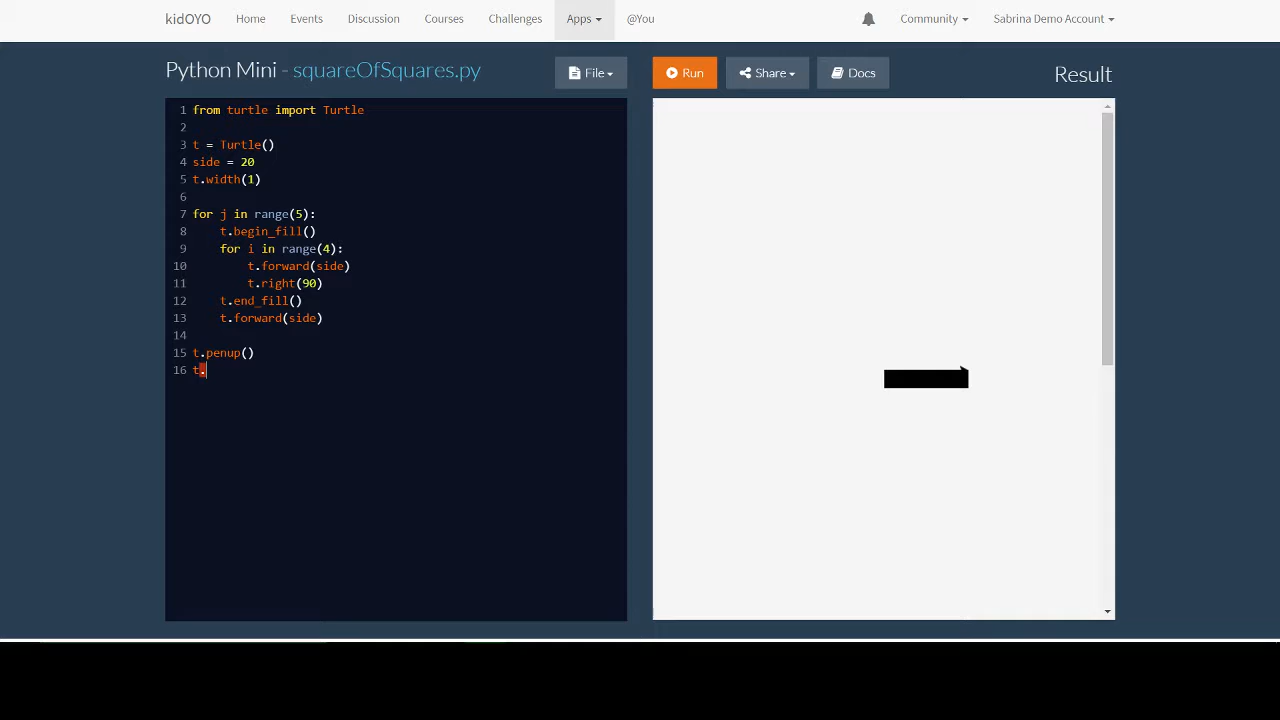 kidOYO Home Events Discussion Courses Challenges Apps @You Community Sabrina Demo Account
Python Mini - squareOfSquares.py File Run Share Docs Result
1 from turtle import Turtle
2
3 t = Turtle()
4 side = 20
5 t.width(1)
6
7 for j in range(5):
8 t.begin_fill()
9 for i in range(4):
10 t.forward(side)
11 t.right(90)
12 t.end_fill()
13 t.forward(side)
14
15 t.penup()
16 t.